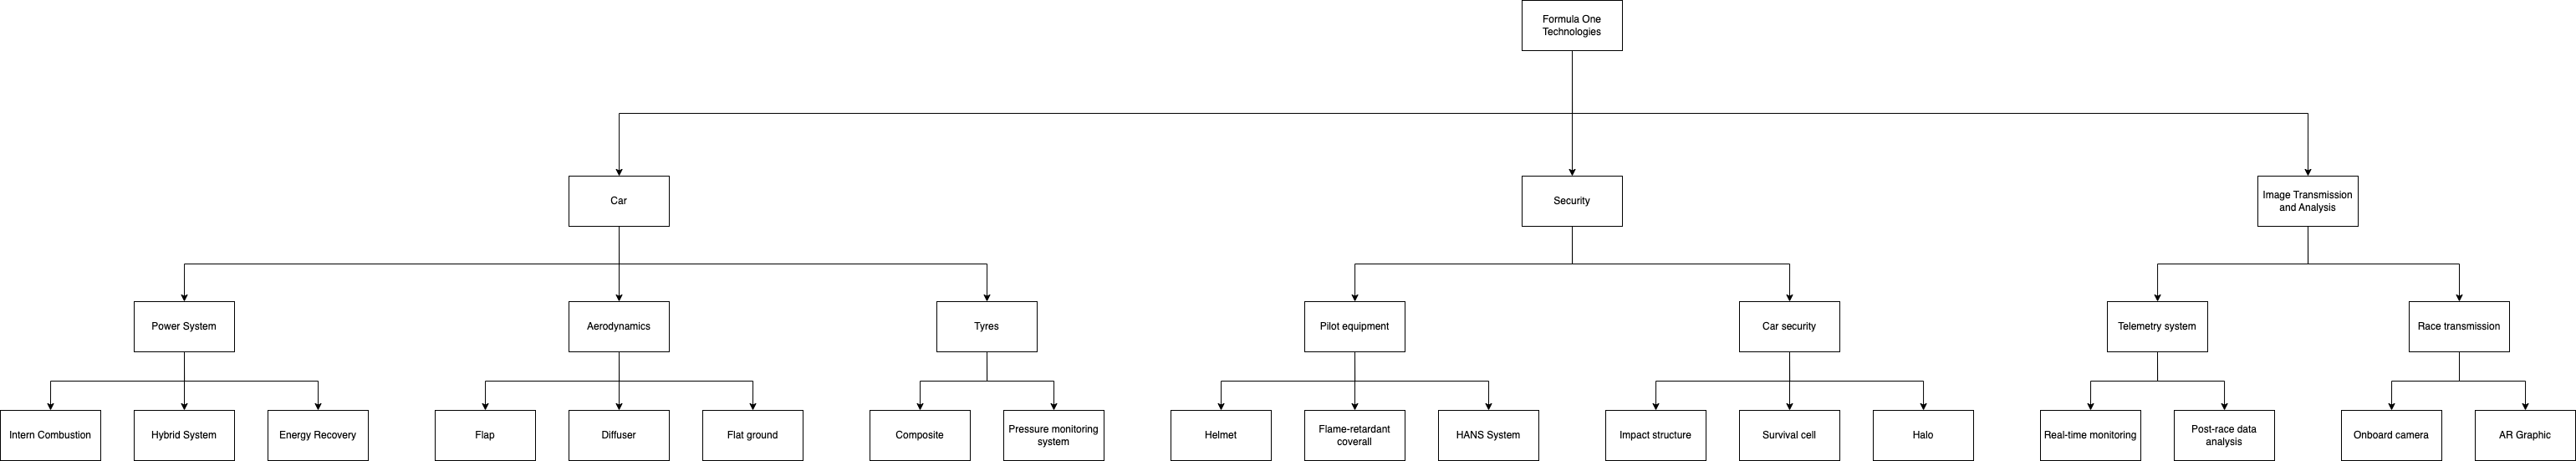 Formula One
Technologies
Car
Security
Image Transmission
and Analysis
Power System
Aerodynamics
Tyres
Pilot equipment
Car security
Telemetry system
Race transmission
Intern Combustion
Hybrid System
Energy Recovery
Flap
Diffuser
Flat ground
Composite
Pressure monitoring
system
Helmet
Flame-retardant
coverall
HANS System
Impact structure
Survival cell
Halo
Real-time monitoring
Post-race data
analysis
Onboard camera
AR Graphic